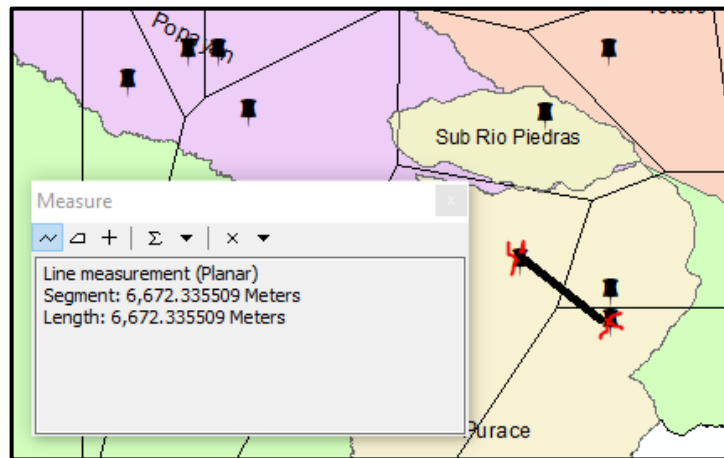 Popayan
Sub Rio Piedras
Measure
Line measurement (Planar)
Segment: 6,672.335509 Meters
Length: 6,672.335509 Meters
Purace